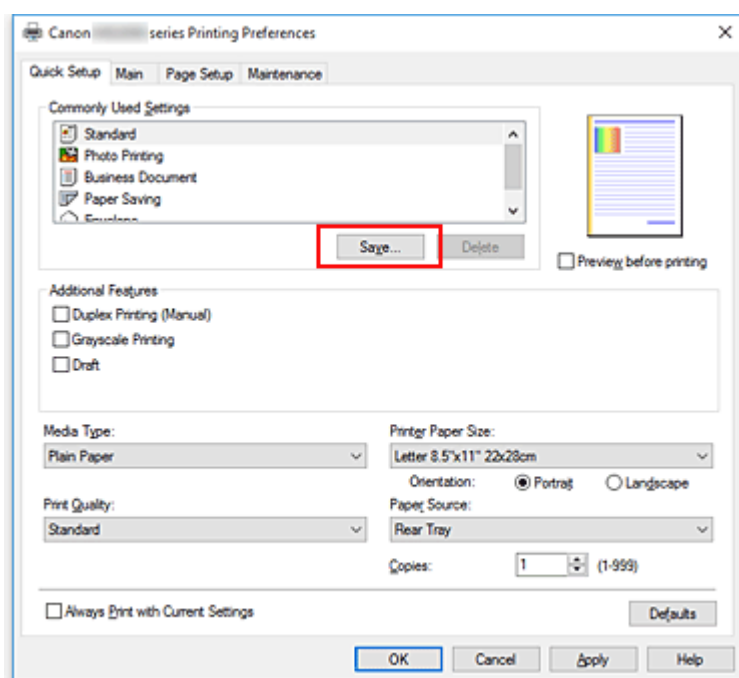 Canon series Printing Preferences
Quick Setup Main Page Setup Maintenance
Commonly Used Settings
Standard
Photo Printing
Business Document
Paper Saving
Envelope
Save... Delete
Preview before printing
Additional Features
Duplex Printing (Manual)
Grayscale Printing
Draft
Media Type: Printer Paper Size:
Plain Paper Letter 8.5"x11" 22x28cm
Orientation: Portrait Landscape
Print Quality: Paper Source:
Standard Rear Tray
Copies: 1 (1-999)
Always Print with Current Settings Defaults
OK Cancel Apply Help